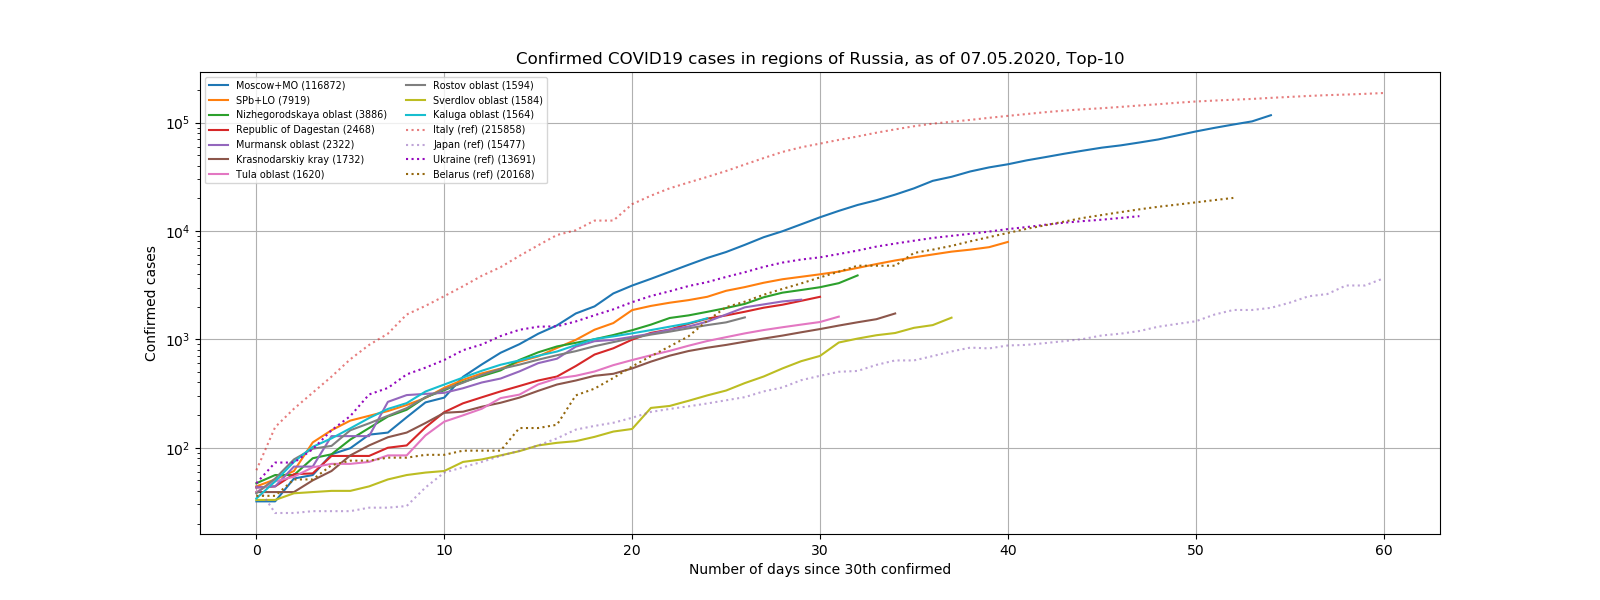 Confirmed COVID19 cases in regions of Russia, as of 07.05.2020, Top-10
Moscow+MO (116872)
SPb+LO (7919)
Nizhegorodskaya oblast (3886)
Republic of Dagestan (2468)
Murmansk oblast (2322)
Krasnodarskiy kray (1732)
Tula oblast (1620)
Rostov oblast (1594)
Sverdlov oblast (1584)
Kaluga oblast (1564)
Italy (ref) (215858)
Japan (ref) (15477)
Ukraine (ref) (13691)
Belarus (ref) (20168)
Confirmed cases
10⁵
10⁴
10³
10²
0 10 20 30 40 50 60
Number of days since 30th confirmed